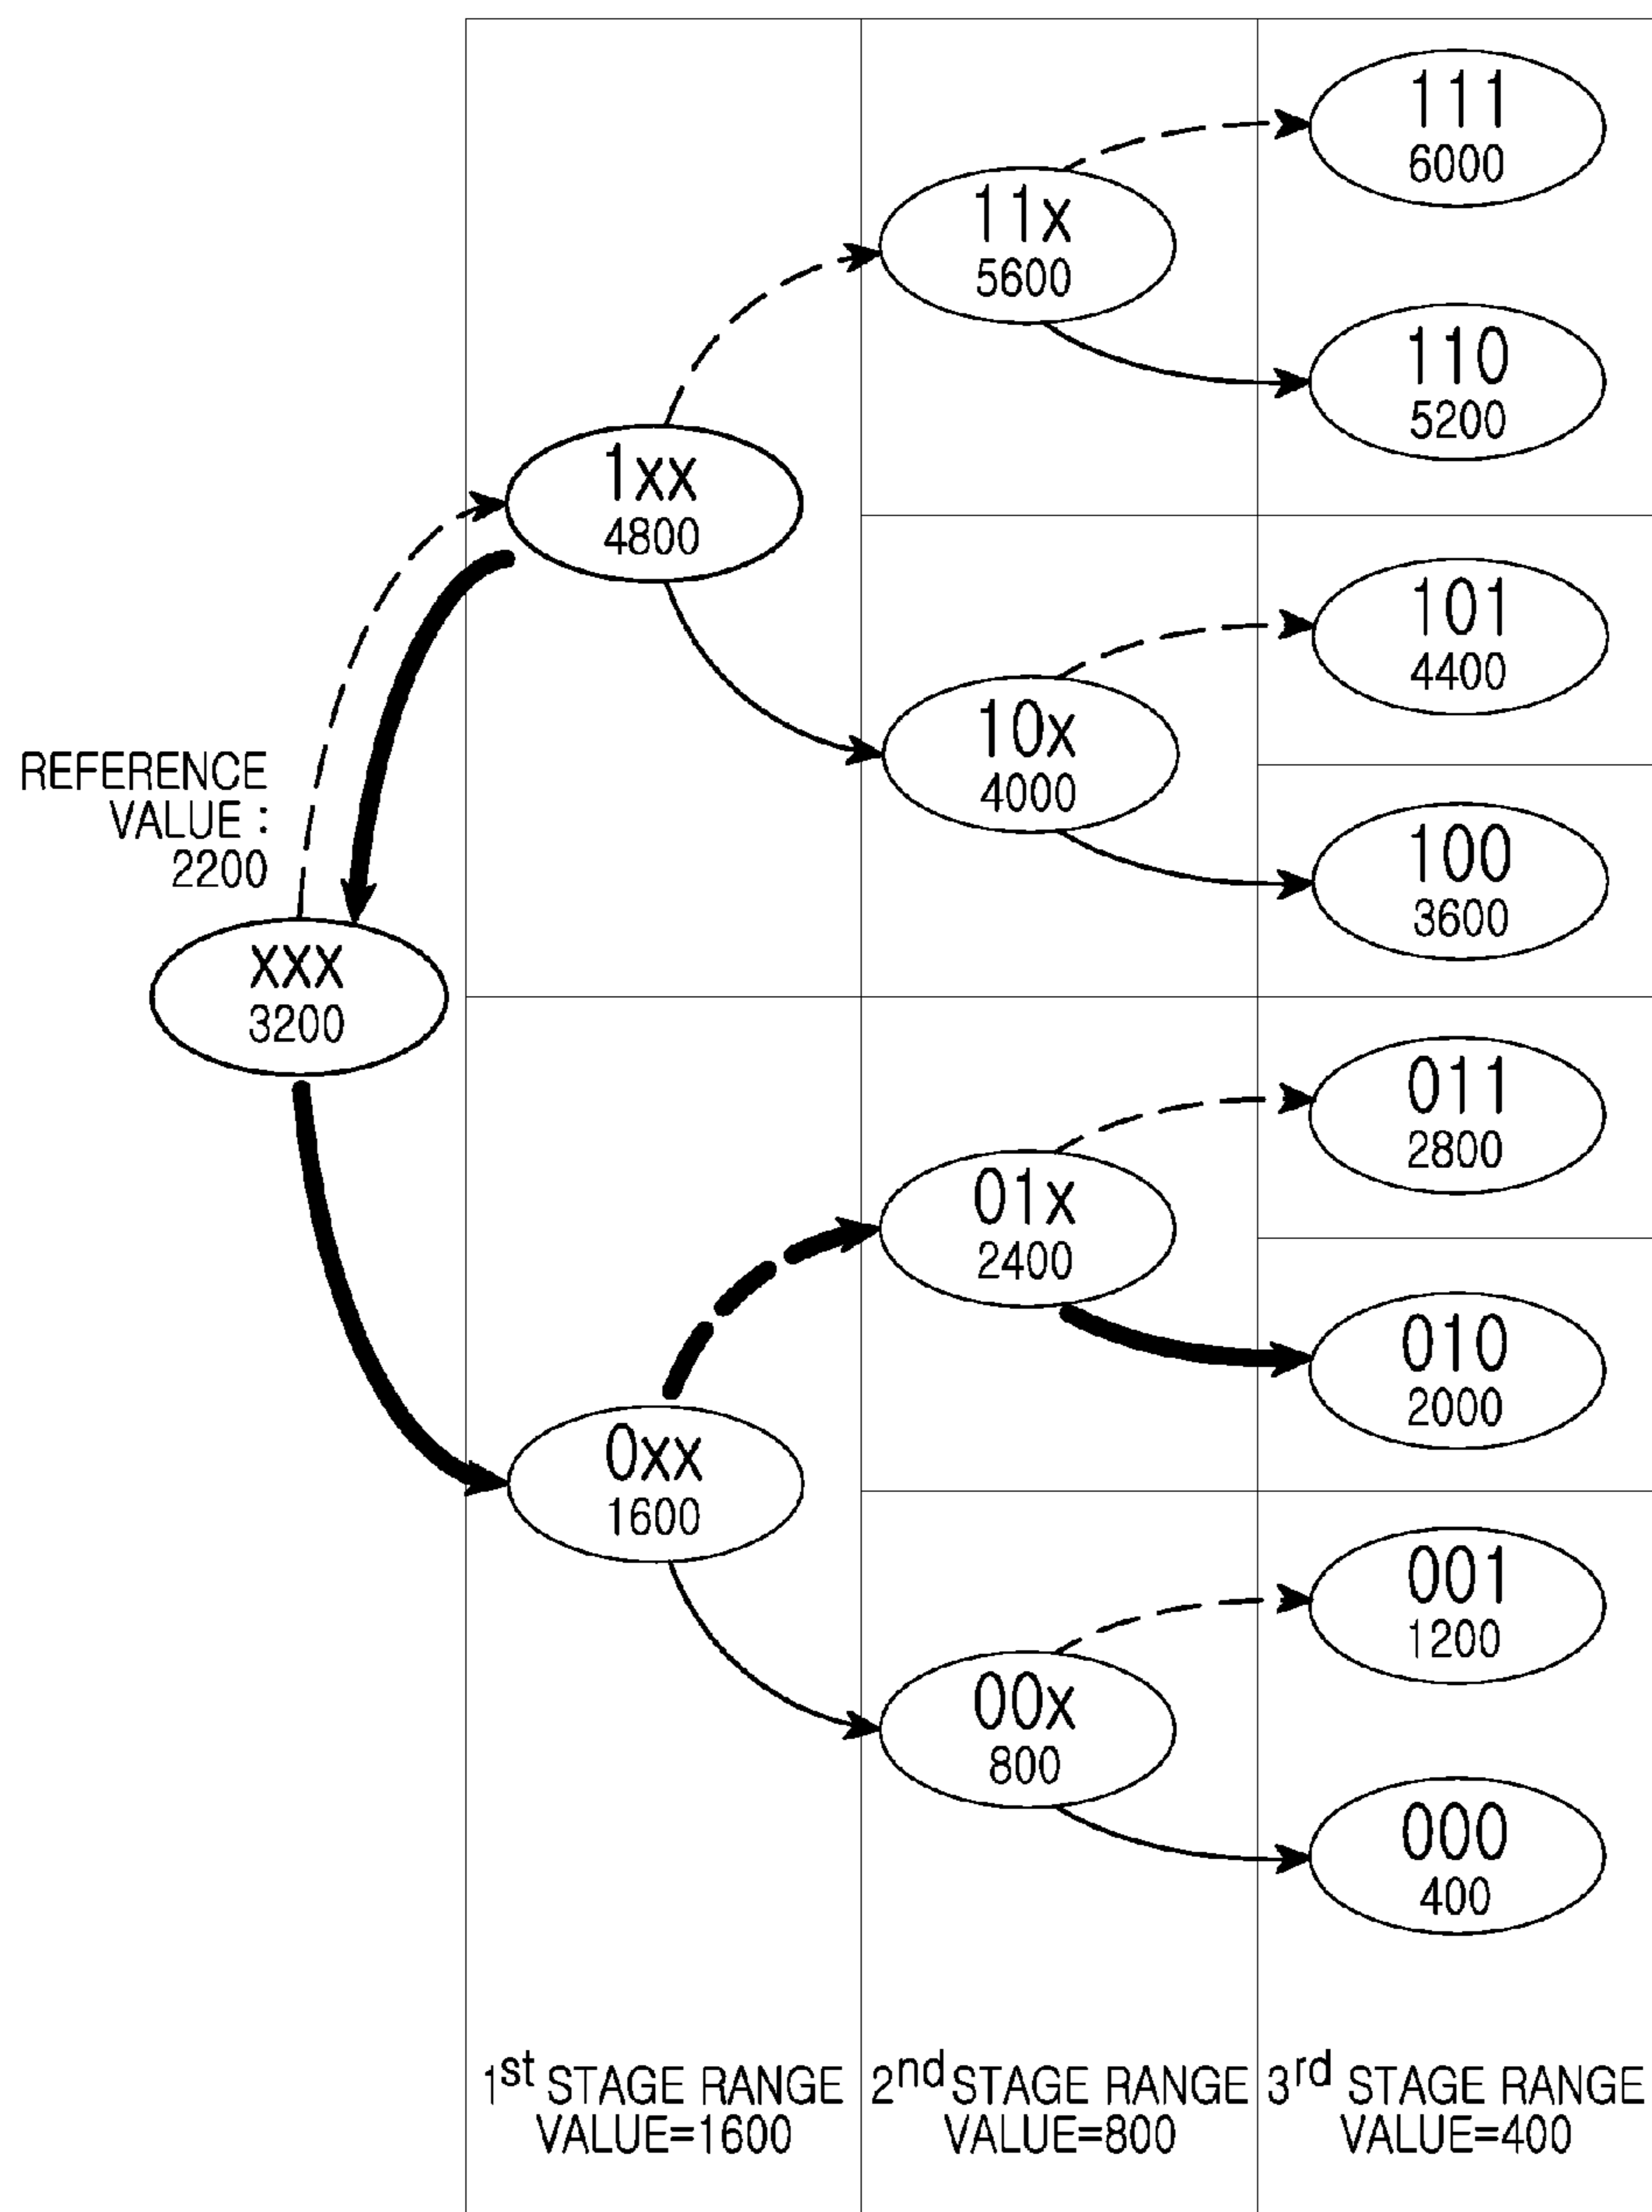 111
6000
11x
5600
110
5200
1xx
4800
101
4400
10x
4000
REFERENCE
VALUE :
2200
100
3600
xxx
3200
011
2800
01x
2400
010
2000
0xx
1600
001
1200
00x
800
000
400
1st STAGE RANGE
VALUE=1600
2nd STAGE RANGE
VALUE=800
3rd STAGE RANGE
VALUE=400